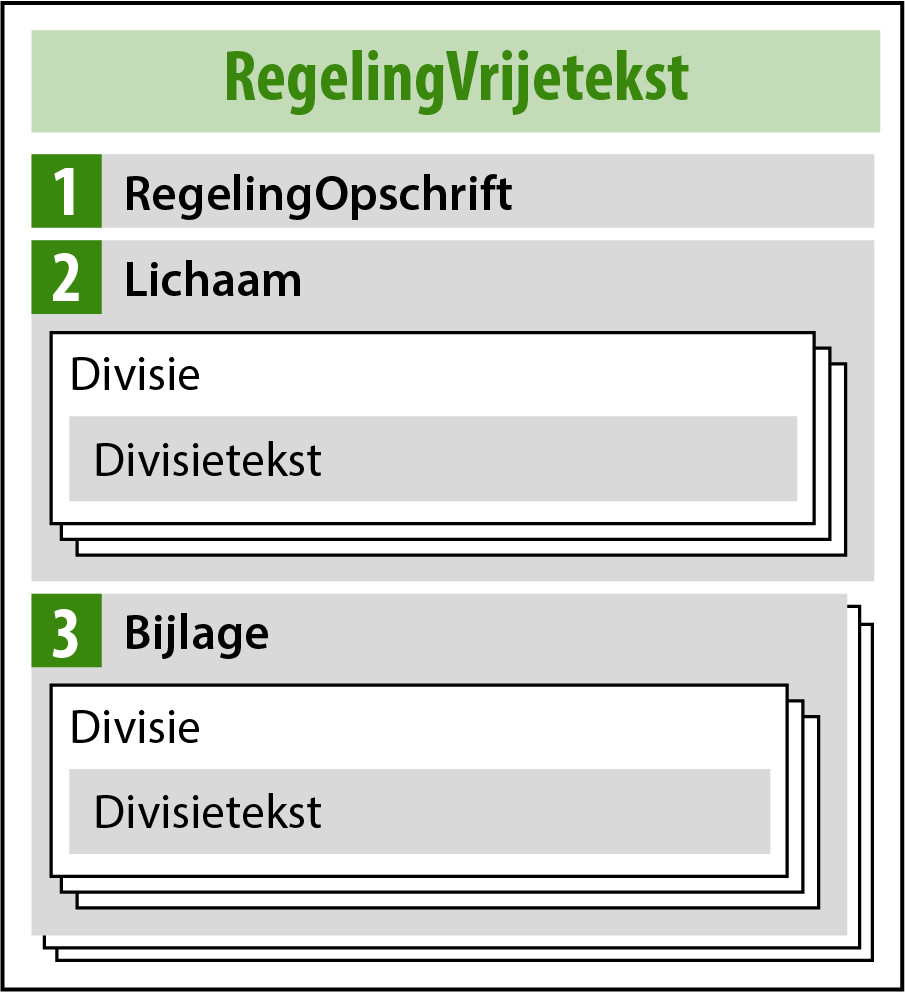 RegelingVrijetekst
1 RegelingOpschrift
2 Lichaam
Divisie
Divisietekst
3 Bijlage
Divisie
Divisietekst